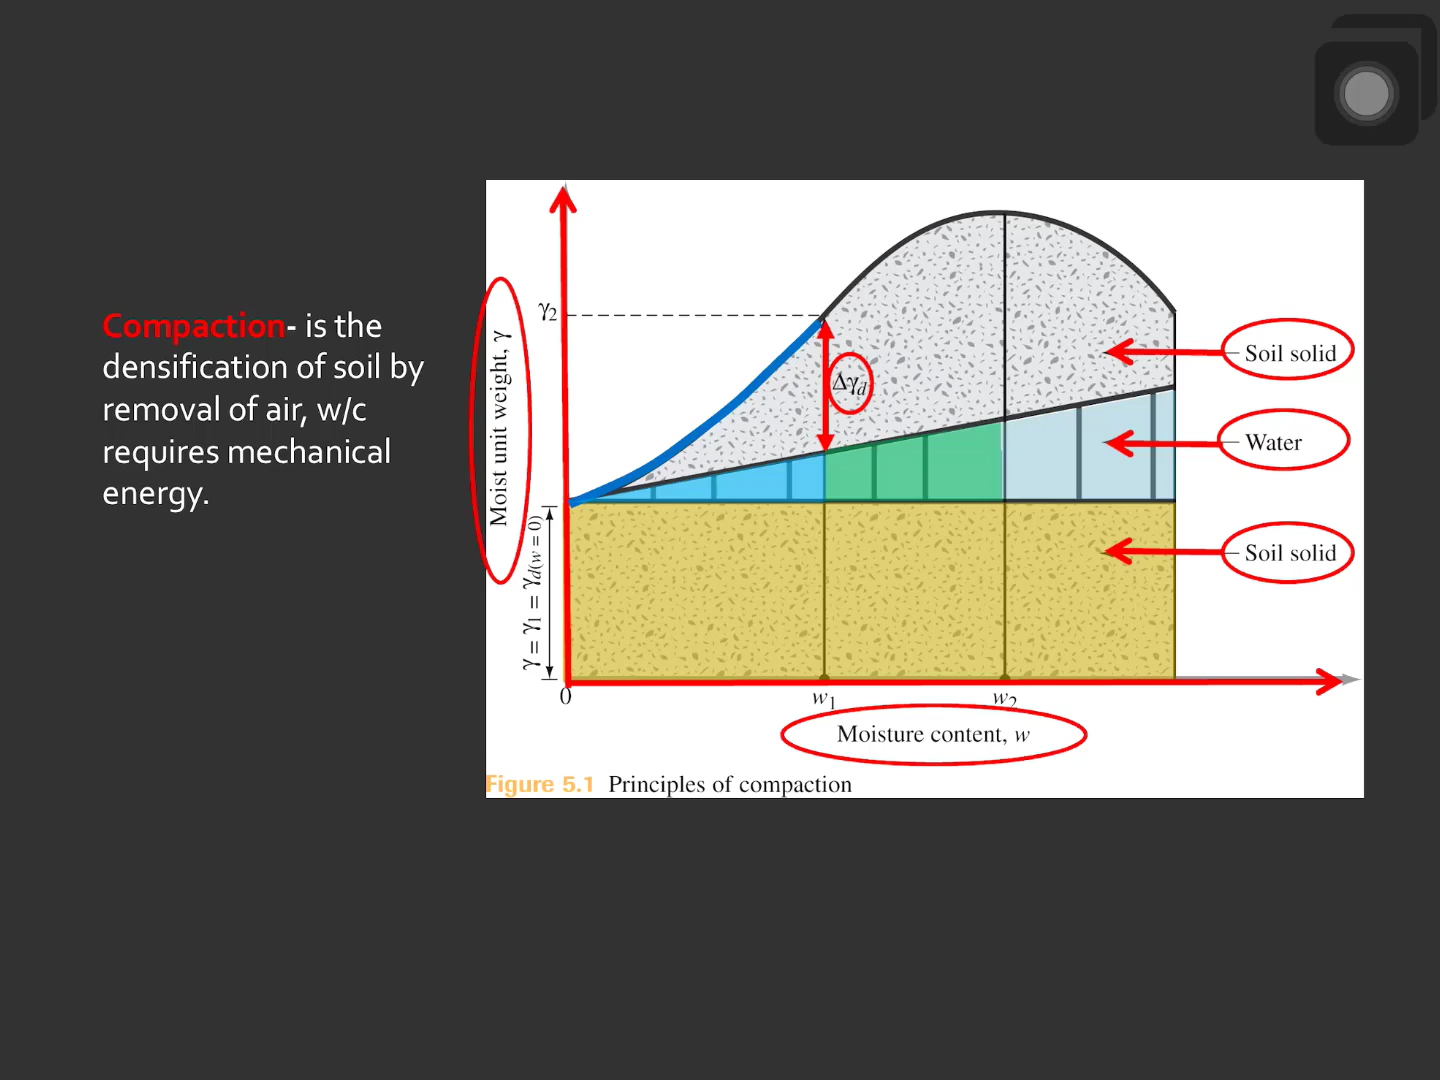 Compaction- is the
densification of soil by
removal of air, w/c
requires mechanical
energy.
Moist unit weight, γ
γ2
Δγd
Soil solid
Water
Soil solid
γ = γ1 = γd(w = 0)
0
w1
w2
Moisture content, w
Figure 5.1 Principles of compaction